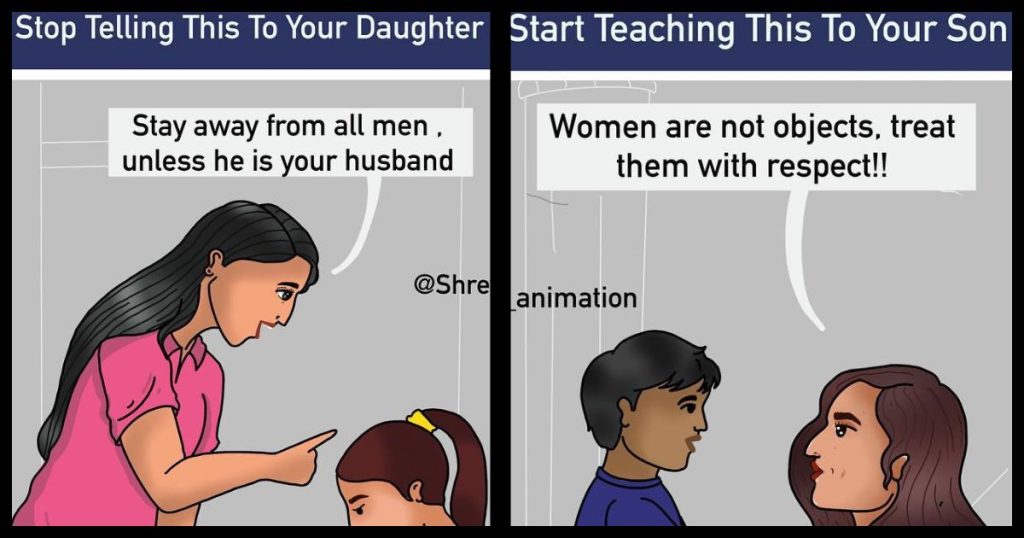 Stop Telling This To Your Daughter
Stay away from all men ,
unless he is your husband
@Shre
Start Teaching This To Your Son
Women are not objects, treat
them with respect!!
_animation